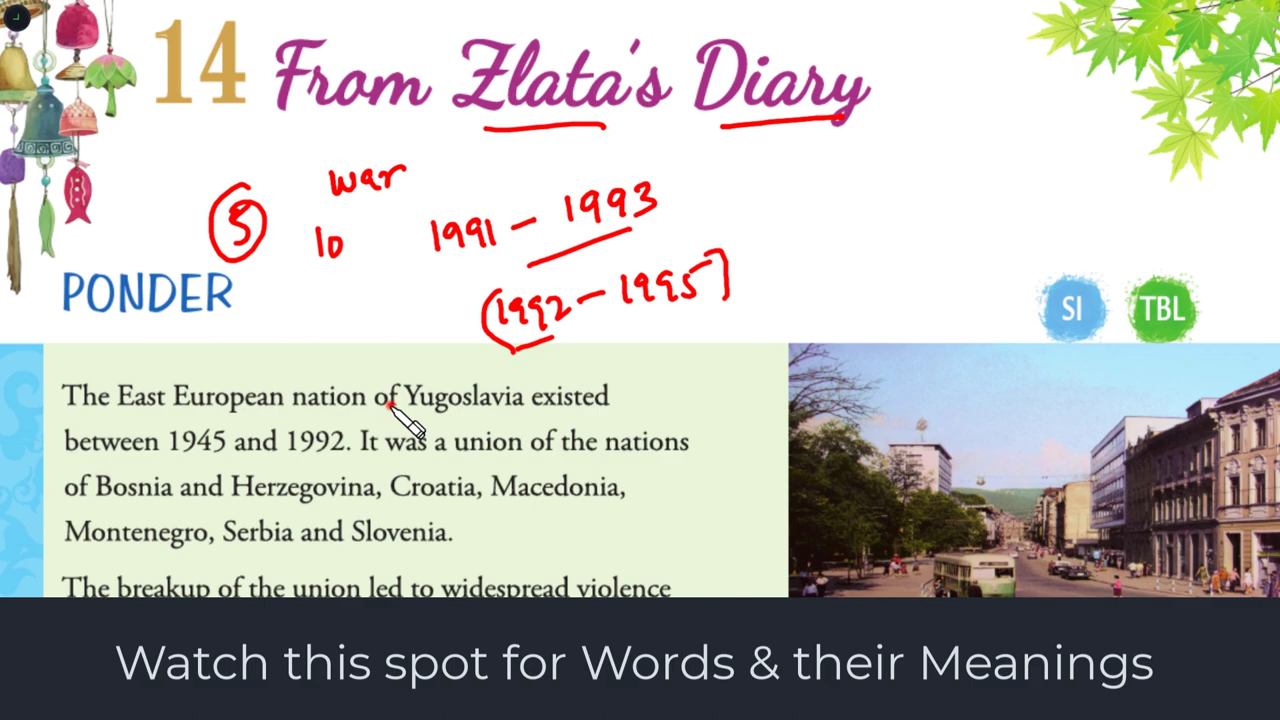 14 From Zlata's Diary
war
5 10 1991 - 1993
(1992 - 1995)
PONDER
SI TBL
The East European nation of Yugoslavia existed
between 1945 and 1992. It was a union of the nations
of Bosnia and Herzegovina, Croatia, Macedonia,
Montenegro, Serbia and Slovenia.
The breakup of the union led to widespread violence
Watch this spot for Words & their Meanings